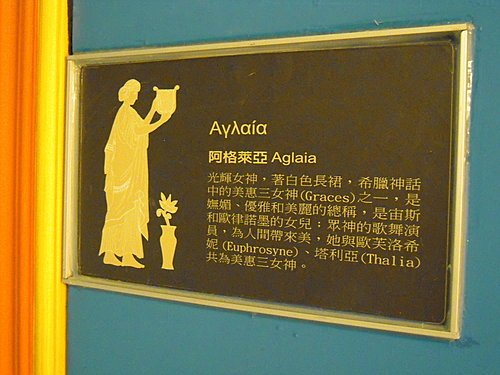 Αγλαία
阿格萊亞 Aglaia
光輝女神，著白色長裙，希臘神話
中的美惠三女神(Graces)之一，是
嫵媚、優雅和美麗的總稱，是宙斯
和歐律諾墨的女兒；眾神的歌舞演
員，為人間帶來美，她與歐芙洛希
妮(Euphrosyne)、塔利亞(Thalia)
共為美惠三女神。